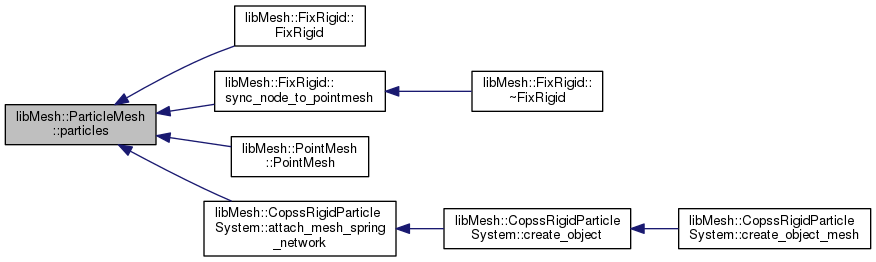 libMesh::FixRigid::
FixRigid
libMesh::FixRigid::
sync_node_to_pointmesh
libMesh::FixRigid::
~FixRigid
libMesh::ParticleMesh
::particles
libMesh::PointMesh
::PointMesh
libMesh::CopssRigidParticle
System::attach_mesh_spring
_network
libMesh::CopssRigidParticle
System::create_object
libMesh::CopssRigidParticle
System::create_object_mesh